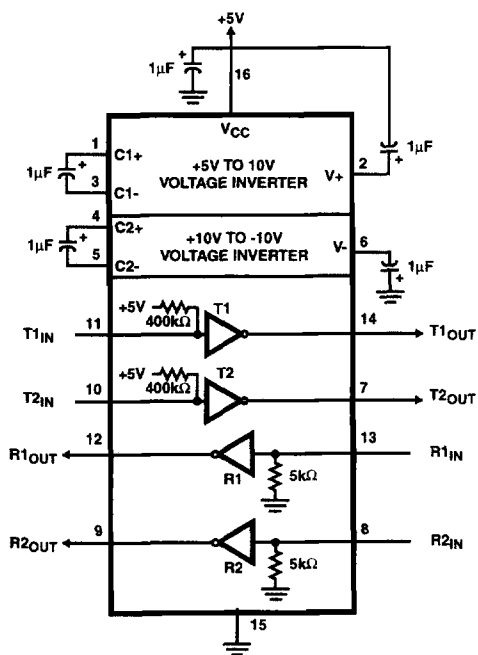 +5V
1µF
+
16
1
C1+
VCC
+5V TO 10V
VOLTAGE INVERTER
V+
2
+
1µF
1µF
+
3
C1-
4
C2+
+10V TO -10V
VOLTAGE INVERTER
V-
6
+
1µF
1µF
+
5
C2-
T1IN
11
+5V
400kΩ
T1
14
T1OUT
T2IN
10
+5V
400kΩ
T2
7
T2OUT
R1OUT
12
R1
5kΩ
13
R1IN
R2OUT
9
R2
5kΩ
8
R2IN
15